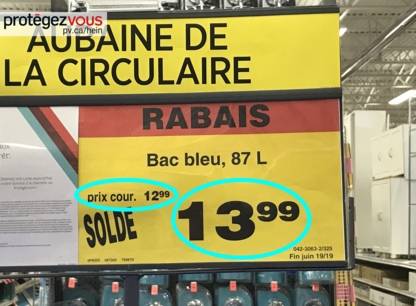 protégezvous
pv.ca/hein
AUBAINE DE
LA CIRCULAIRE
RABAIS
Bac bleu, 87 L
prix cour. 12 99
SOLDE
13 99
042-3063-2/325
Fin juin 19/19